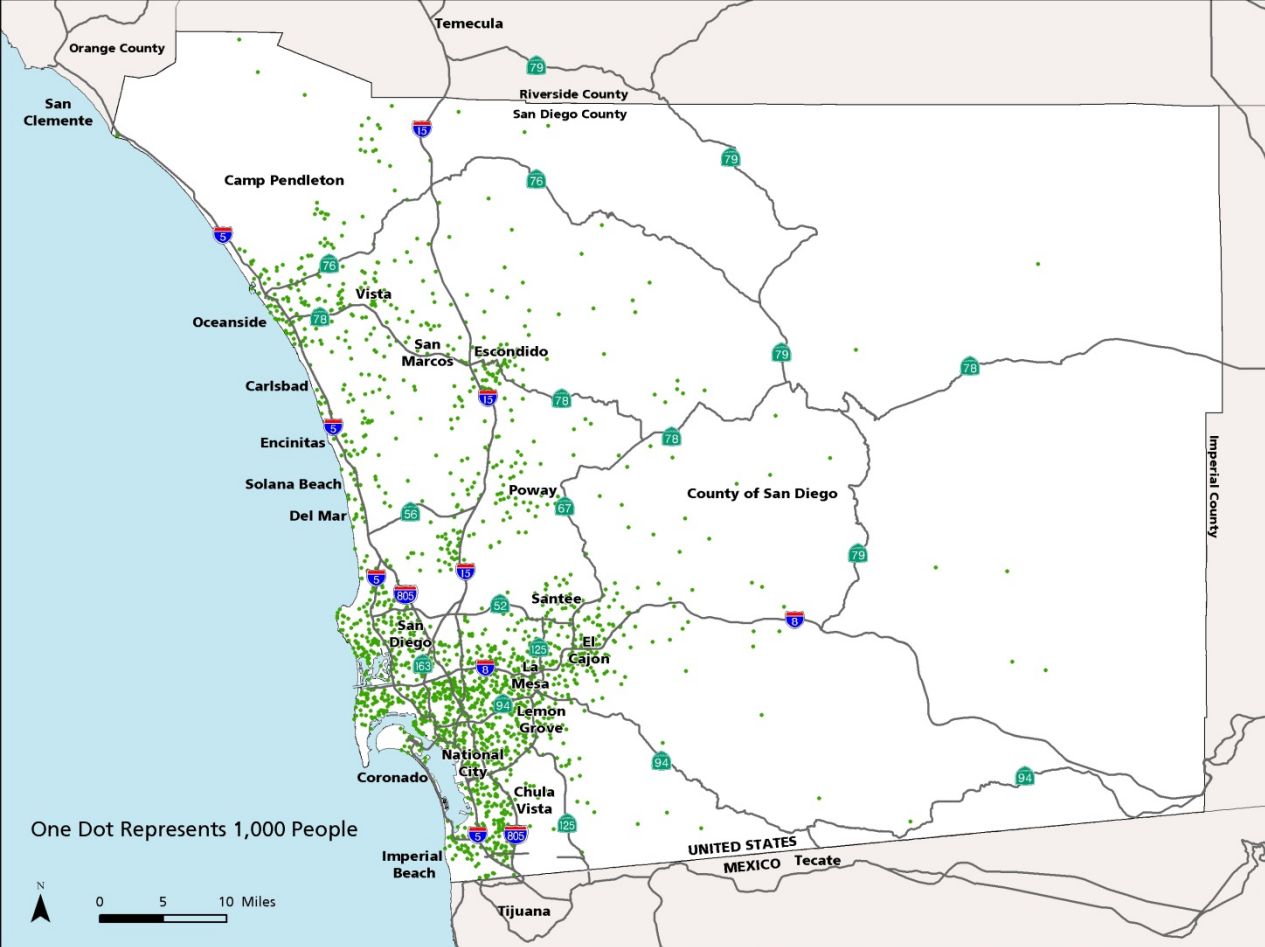 Temecula
Orange County
79
Riverside County
San Diego County
San
Clemente
15
79
Camp Pendleton
76
5
76
Vista
Oceanside
78
San
Marcos
Escondido
79
78
Carlsbad
15
78
5
Encinitas
78
Imperial County
Solana Beach
Poway
County of San Diego
Del Mar
56
67
79
5
15
805
52
Santee
8
San
Diego
125
El
Cajon
163
8
La
Mesa
94
Lemon
Grove
National
City
94
Coronado
94
Chula
Vista
One Dot Represents 1,000 People
5
805
125
UNITED STATES
MEXICO
Tecate
Imperial
Beach
N
0 5 10 Miles
Tijuana